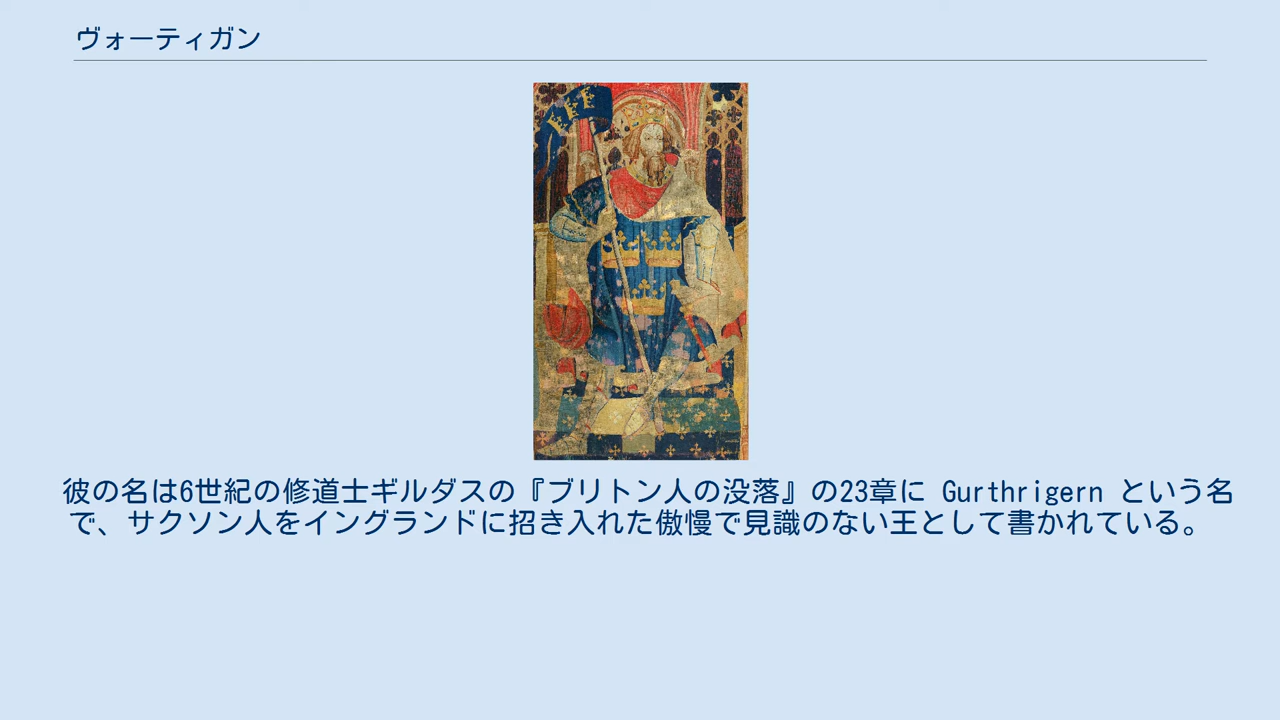 ヴォーティガン
彼の名は6世紀の修道士ギルダスの『ブリトン人の没落』の23章に Gurthrigern という名
で、サクソン人をイングランドに招き入れた傲慢で見識のない王として書かれている。